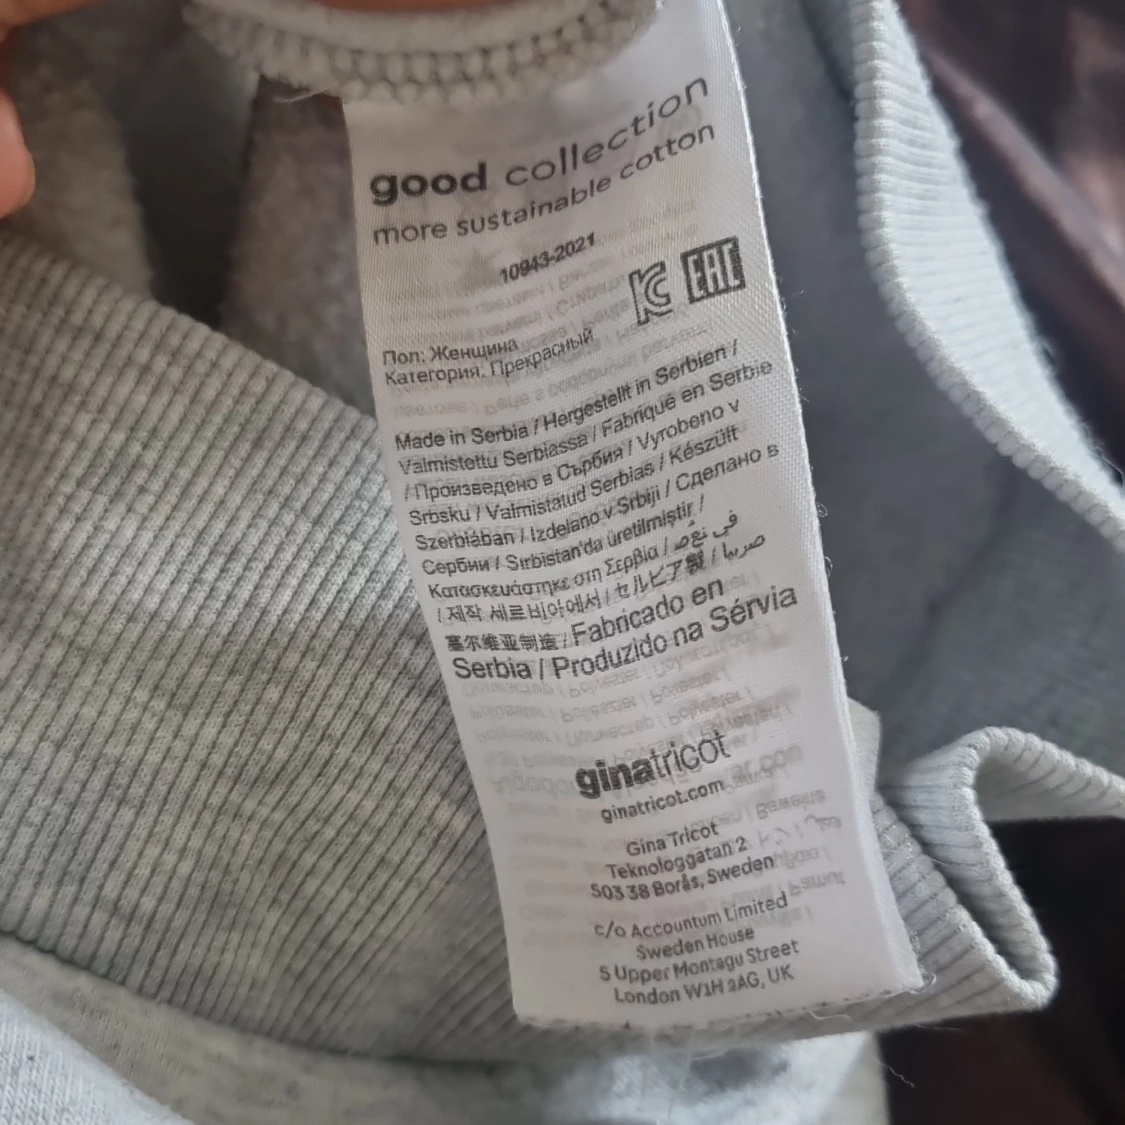 good collection
more sustainable cotton
10943-2021
EAC
Пол: Женщина
Категория: Прекрасный
Made in Serbia / Hergestellt in Serbien /
Valmistettu Serbiassa / Fabriqué en Serbie
/ Произведено в Сърбия / Vyrobeno v
Srbsku / Valmistatud Serbias / Készült
Szerbiában / Izdelano v Srbiji / Сделано в
Сербии / Sırbistan'da üretilmiştir /
Κατασκευάστηκε στη Σερβία /
صربيا / セルビア製 / 제작 세르비아에서 /
塞尔维亚制造 / Fabricado en
Serbia / Produzido na Sérvia
ginatricot
ginatricot.com
Gina Tricot
Teknologgatan 2
503 38 Borås, Sweden
c/o Accountum Limited
Sweden House
5 Upper Montagu Street
London W1H 2AG, UK